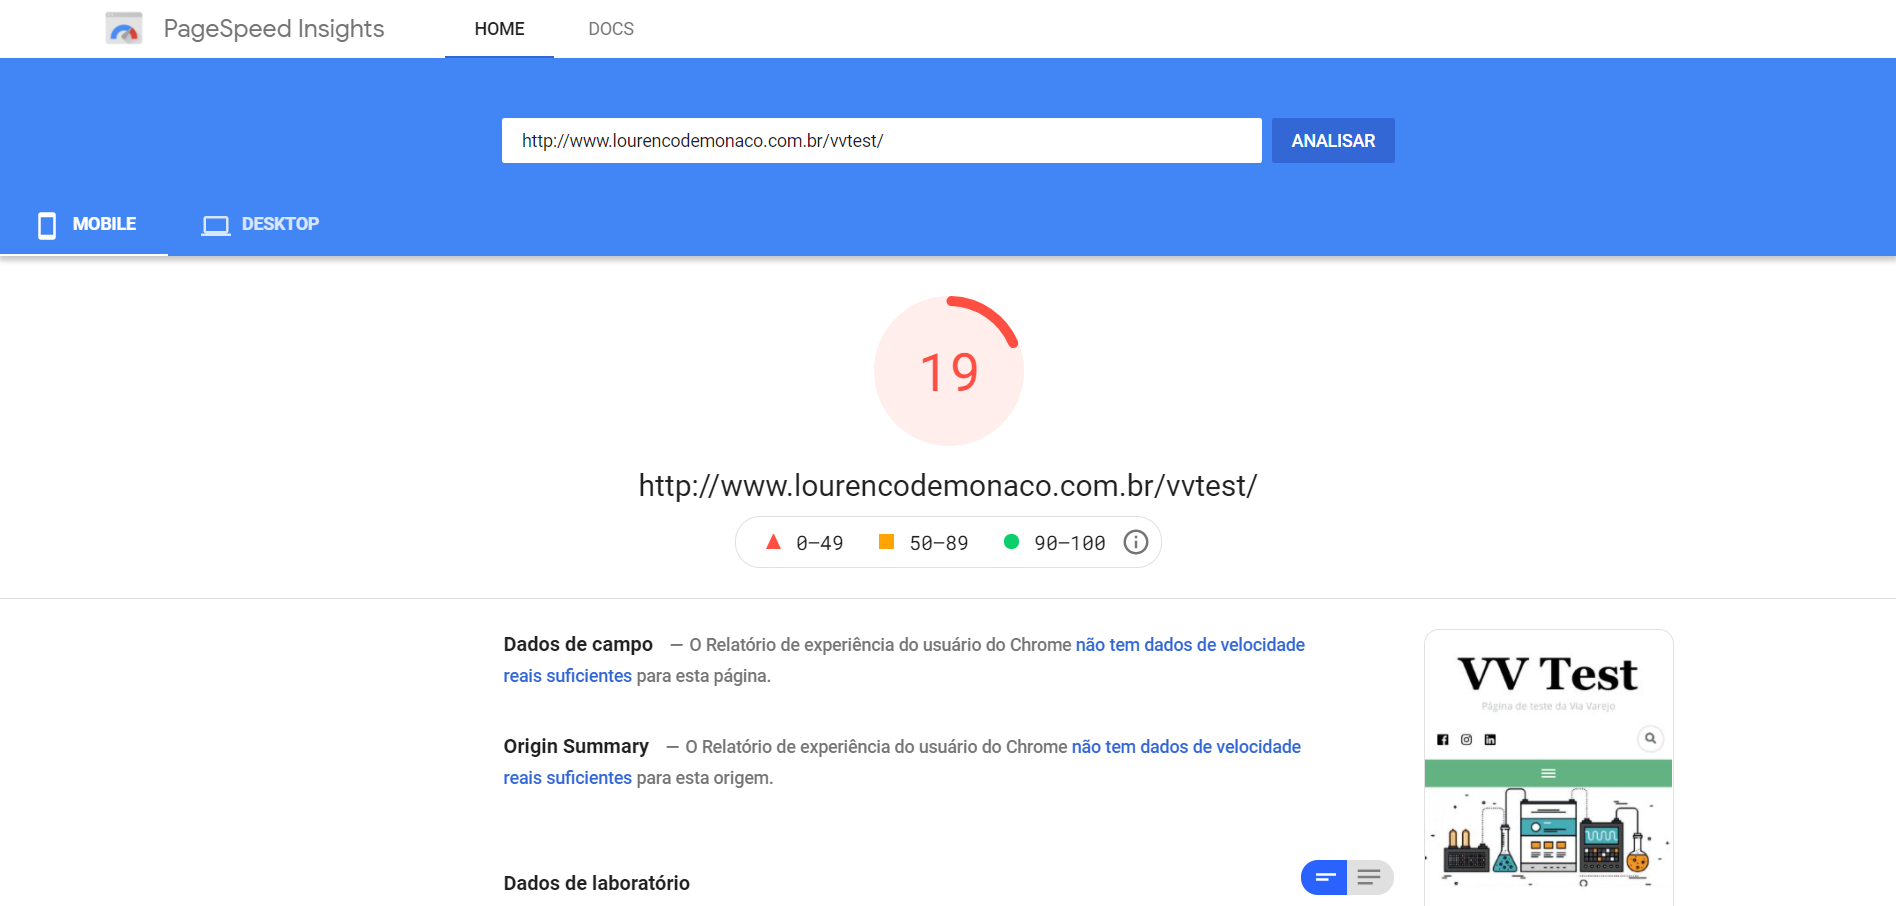 PageSpeed Insights
HOME
DOCS
http://www.lourencodemonaco.com.br/vvtest/
ANALISAR
MOBILE
DESKTOP
19
http://www.lourencodemonaco.com.br/vvtest/
0–49
50–89
90–100
Dados de campo — O Relatório de experiência do usuário do Chrome não tem dados de velocidade
reais suficientes para esta página.
Origin Summary — O Relatório de experiência do usuário do Chrome não tem dados de velocidade
reais suficientes para esta origem.
Dados de laboratório
VV Test
Página de teste da Via Varejo